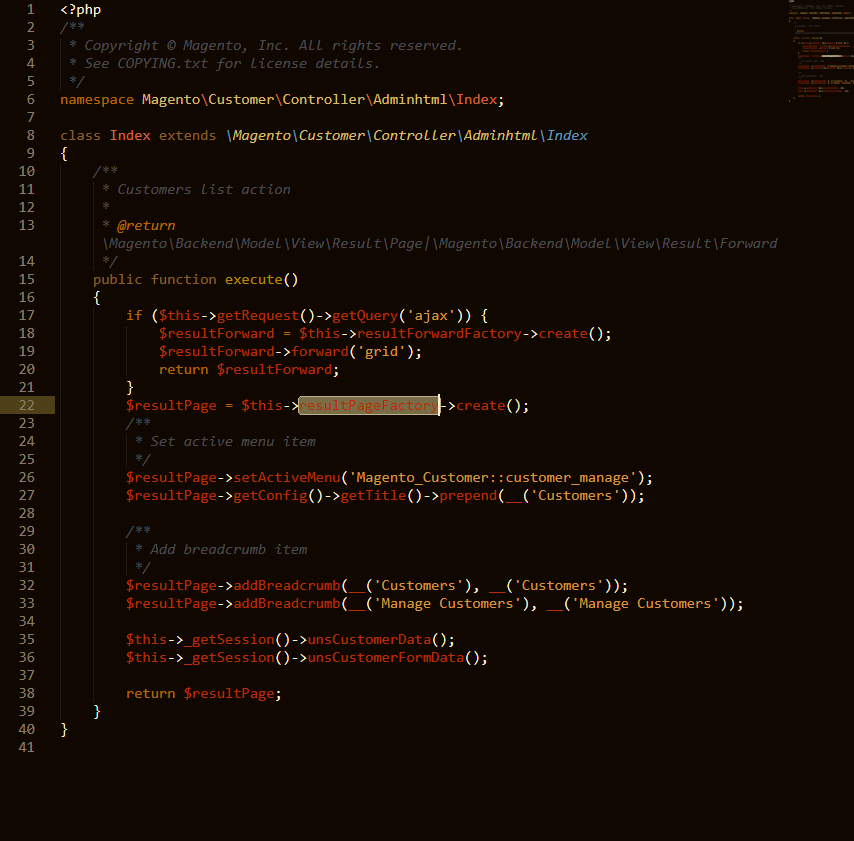 1 <?php
2 /**
3  * Copyright © Magento, Inc. All rights reserved.
4  * See COPYING.txt for license details.
5  */
6 namespace Magento\Customer\Controller\Adminhtml\Index;
7
8 class Index extends \Magento\Customer\Controller\Adminhtml\Index
9 {
10     /**
11      * Customers list action
12      *
13      * @return
     \Magento\Backend\Model\View\Result\Page|\Magento\Backend\Model\View\Result\Forward
14      */
15     public function execute()
16     {
17         if ($this->getRequest()->getQuery('ajax')) {
18             $resultForward = $this->resultForwardFactory->create();
19             $resultForward->forward('grid');
20             return $resultForward;
21         }
22         $resultPage = $this->resultPageFactory->create();
23         /**
24          * Set active menu item
25          */
26         $resultPage->setActiveMenu('Magento_Customer::customer_manage');
27         $resultPage->getConfig()->getTitle()->prepend(__('Customers'));
28
29         /**
30          * Add breadcrumb item
31          */
32         $resultPage->addBreadcrumb(__('Customers'), __('Customers'));
33         $resultPage->addBreadcrumb(__('Manage Customers'), __('Manage Customers'));
34
35         $this->_getSession()->unsCustomerData();
36         $this->_getSession()->unsCustomerFormData();
37
38         return $resultPage;
39     }
40 }
41